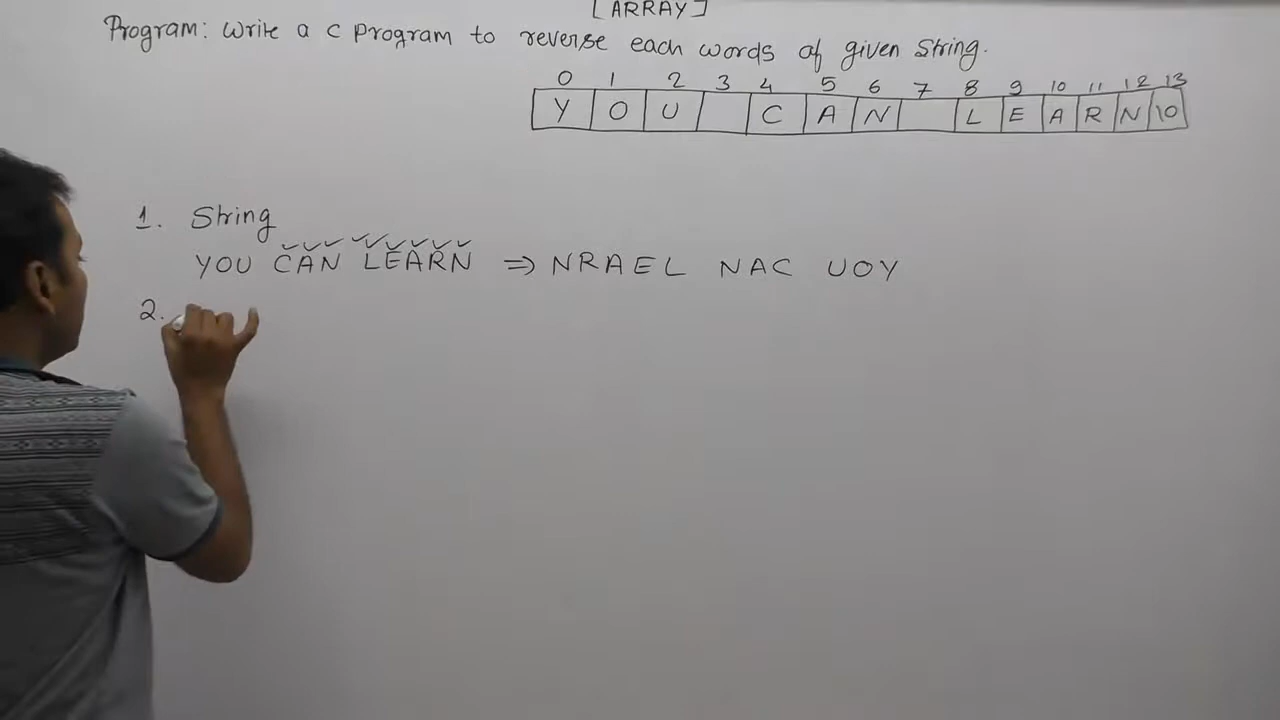 [ARRAY]
Program: Write a C program to reverse each words of given string.
0 1 2 3 4 5 6 7 8 9 10 11 12 13
Y O U C A N L E A R N \0
1. String
YOU CAN LEARN ⇒ NRAEL NAC UOY
2.